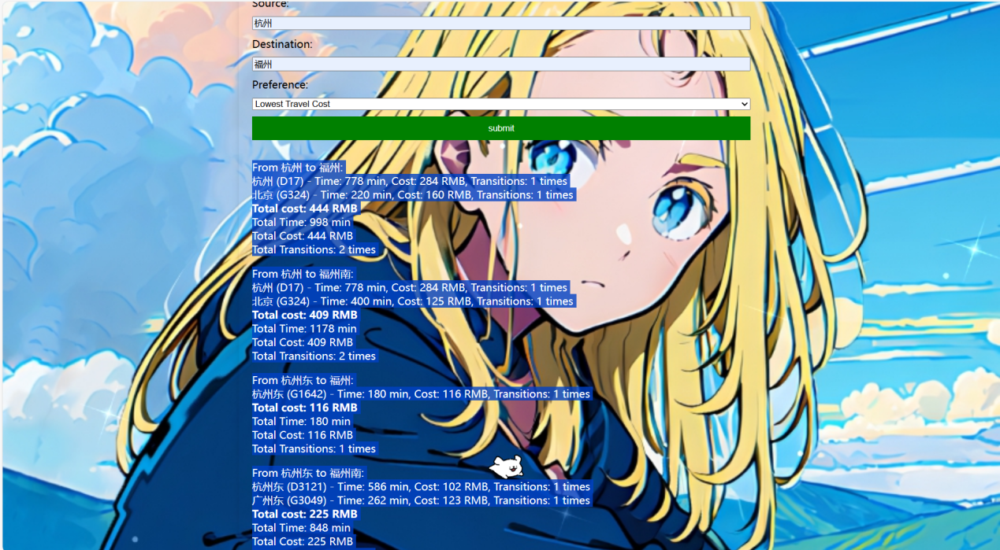 Source:
杭州
Destination:
福州
Preference:
Lowest Travel Cost
submit
From 杭州 to 福州:
杭州 (D17) - Time: 778 min, Cost: 284 RMB, Transitions: 1 times
北京 (G324) - Time: 220 min, Cost: 160 RMB, Transitions: 1 times
Total cost: 444 RMB
Total Time: 998 min
Total Cost: 444 RMB
Total Transitions: 2 times
From 杭州 to 福州南:
杭州 (D17) - Time: 778 min, Cost: 284 RMB, Transitions: 1 times
北京 (G324) - Time: 400 min, Cost: 125 RMB, Transitions: 1 times
Total cost: 409 RMB
Total Time: 1178 min
Total Cost: 409 RMB
Total Transitions: 2 times
From 杭州东 to 福州:
杭州东 (G1642) - Time: 180 min, Cost: 116 RMB, Transitions: 1 times
Total cost: 116 RMB
Total Time: 180 min
Total Cost: 116 RMB
Total Transitions: 1 times
From 杭州东 to 福州南:
杭州东 (D3121) - Time: 586 min, Cost: 102 RMB, Transitions: 1 times
广州东 (G3049) - Time: 262 min, Cost: 123 RMB, Transitions: 1 times
Total cost: 225 RMB
Total Time: 848 min
Total Cost: 225 RMB